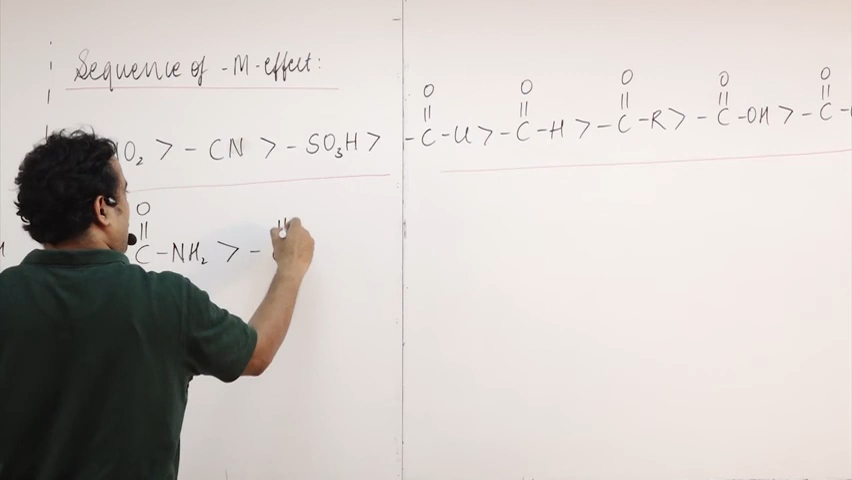 Sequence of -M-effect:
O2 > - CN > - SO3H > -C(=O)-Cl > -C(=O)-H > -C(=O)-R > -C(=O)-OH > -C(=O)-
C(=O)-NH2 > -